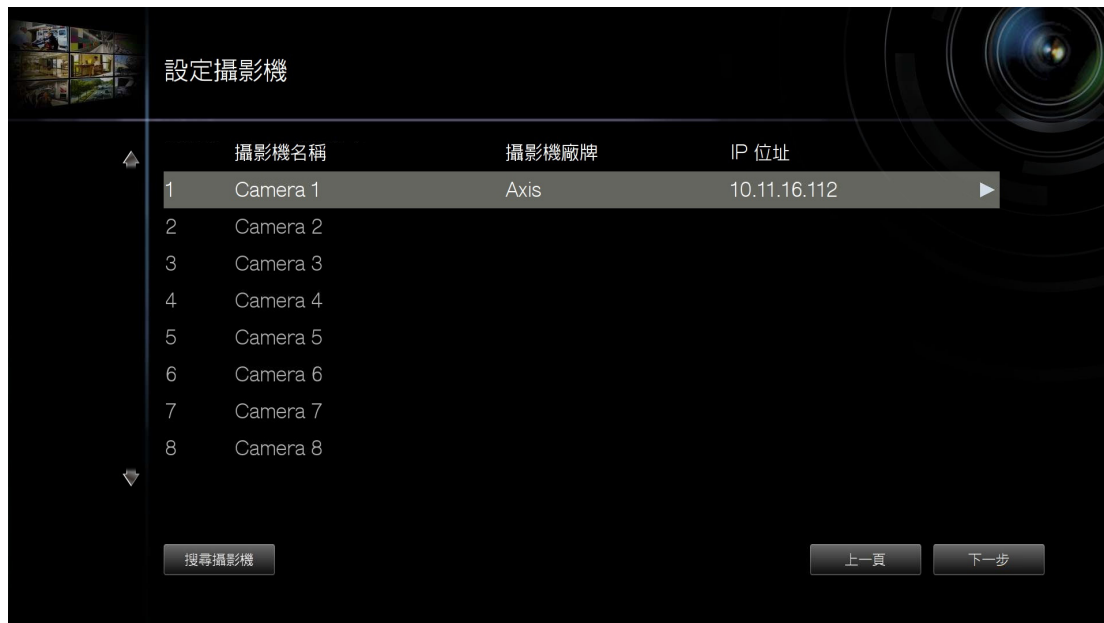 設定攝影機
攝影機名稱 攝影機廠牌 IP 位址
1 Camera 1 Axis 10.11.16.112
2 Camera 2
3 Camera 3
4 Camera 4
5 Camera 5
6 Camera 6
7 Camera 7
8 Camera 8
搜尋攝影機 上一頁 下一步